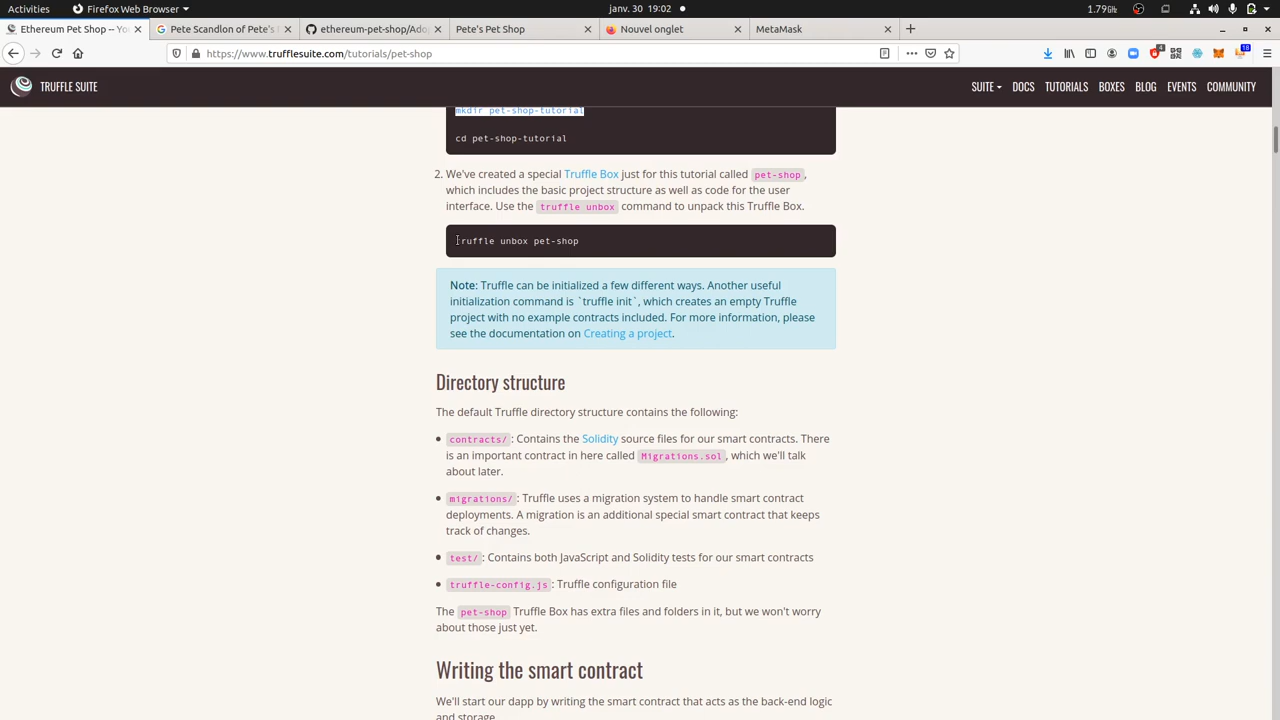 Activities
Firefox Web Browser
janv. 30 19:02
1.79 GHz
Ethereum Pet Shop -- Yo
Pete Scandlon of Pete's
ethereum-pet-shop/Ado
Pete's Pet Shop
Nouvel onglet
MetaMask
https://www.trufflesuite.com/tutorials/pet-shop
4
18
TRUFFLE SUITE
SUITE
DOCS
TUTORIALS
BOXES
BLOG
EVENTS
COMMUNITY
mkdir pet-shop-tutorial
cd pet-shop-tutorial
2. We've created a special Truffle Box just for this tutorial called pet-shop,
which includes the basic project structure as well as code for the user
interface. Use the truffle unbox command to unpack this Truffle Box.
truffle unbox pet-shop
Note: Truffle can be initialized a few different ways. Another useful
initialization command is `truffle init`, which creates an empty Truffle
project with no example contracts included. For more information, please
see the documentation on Creating a project.
Directory structure
The default Truffle directory structure contains the following:
contracts/: Contains the Solidity source files for our smart contracts. There
is an important contract in here called Migrations.sol, which we'll talk
about later.
migrations/: Truffle uses a migration system to handle smart contract
deployments. A migration is an additional special smart contract that keeps
track of changes.
test/: Contains both JavaScript and Solidity tests for our smart contracts
truffle-config.js: Truffle configuration file
The pet-shop Truffle Box has extra files and folders in it, but we won't worry
about those just yet.
Writing the smart contract
We'll start our dapp by writing the smart contract that acts as the back-end logic
and storage.